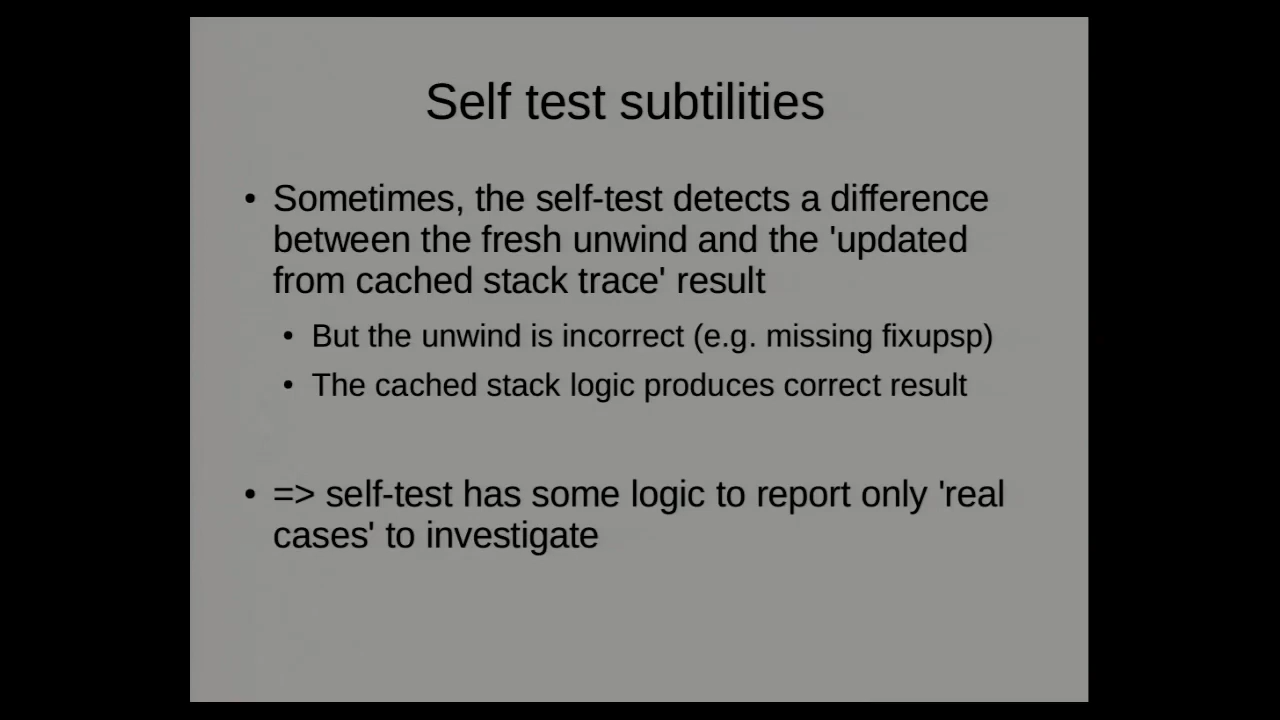 Self test subtilities
• Sometimes, the self-test detects a difference
between the fresh unwind and the 'updated
from cached stack trace' result
• But the unwind is incorrect (e.g. missing fixupsp)
• The cached stack logic produces correct result
• => self-test has some logic to report only 'real
cases' to investigate